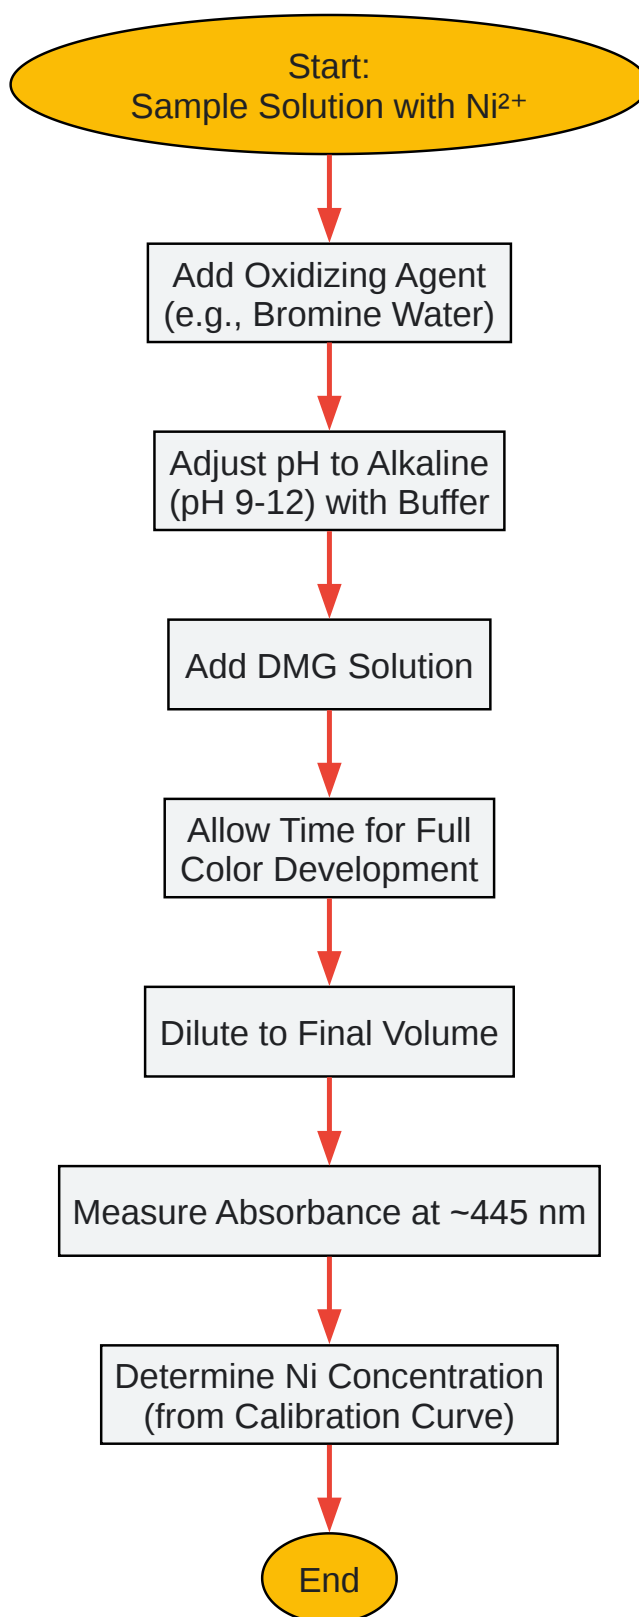 Start:
Sample Solution with Ni²⁺
Add Oxidizing Agent
(e.g., Bromine Water)
Adjust pH to Alkaline
(pH 9-12) with Buffer
Add DMG Solution
Allow Time for Full
Color Development
Dilute to Final Volume
Measure Absorbance at ~445 nm
Determine Ni Concentration
(from Calibration Curve)
End